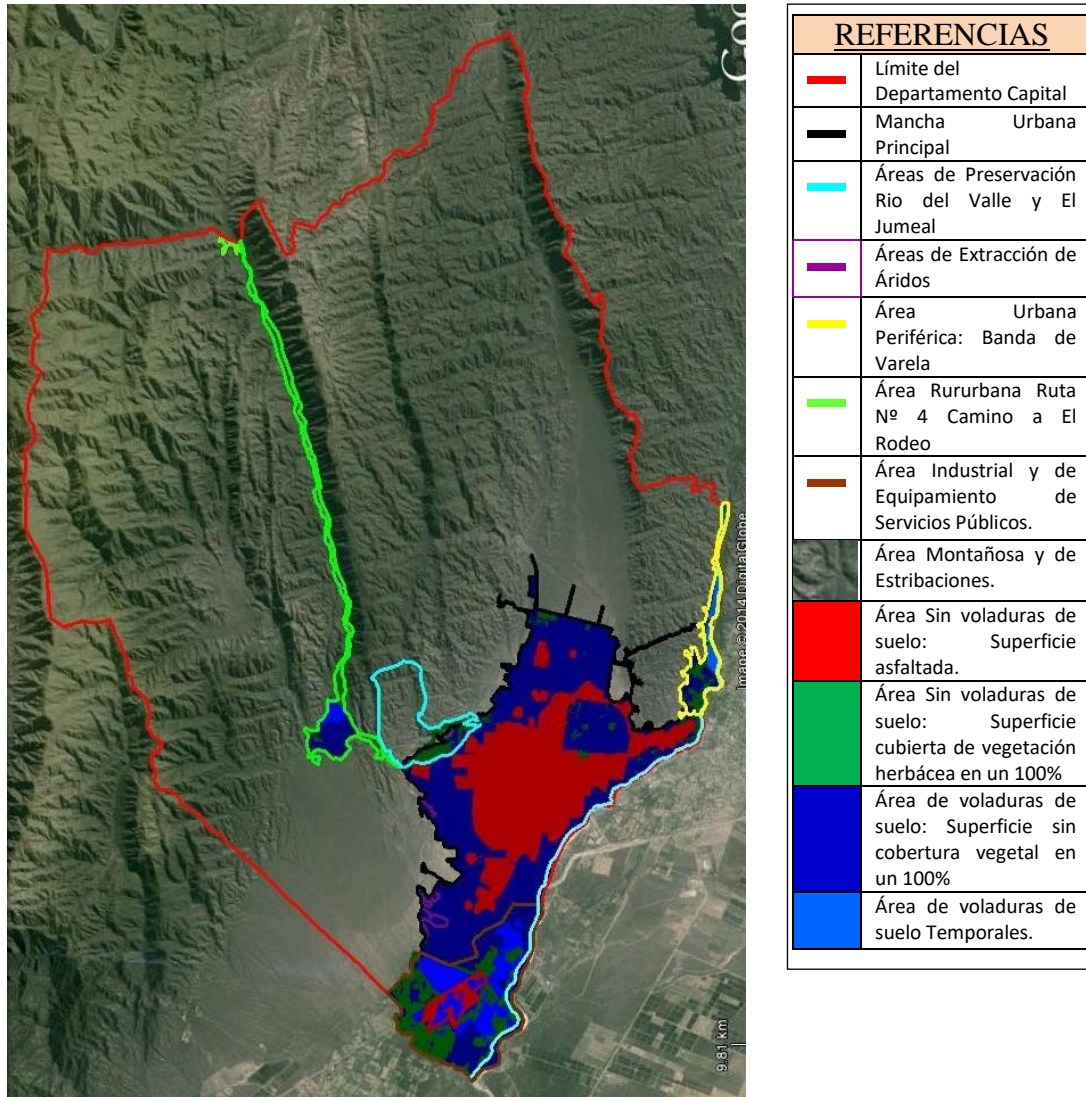 Goo
Image © 2014 DigitalGlobe
9.81 km
REFERENCIAS
Límite del
Departamento Capital
Mancha Urbana
Principal
Áreas de Preservación
Rio del Valle y El
Jumeal
Áreas de Extracción de
Áridos
Área Urbana
Periférica: Banda de
Varela
Área Rururbana Ruta
Nº 4 Camino a El
Rodeo
Área Industrial y de
Equipamiento de
Servicios Públicos.
Área Montañosa y de
Estribaciones.
Área Sin voladuras de
suelo: Superficie
asfaltada.
Área Sin voladuras de
suelo: Superficie
cubierta de vegetación
herbácea en un 100%
Área de voladuras de
suelo: Superficie sin
cobertura vegetal en
un 100%
Área de voladuras de
suelo Temporales.